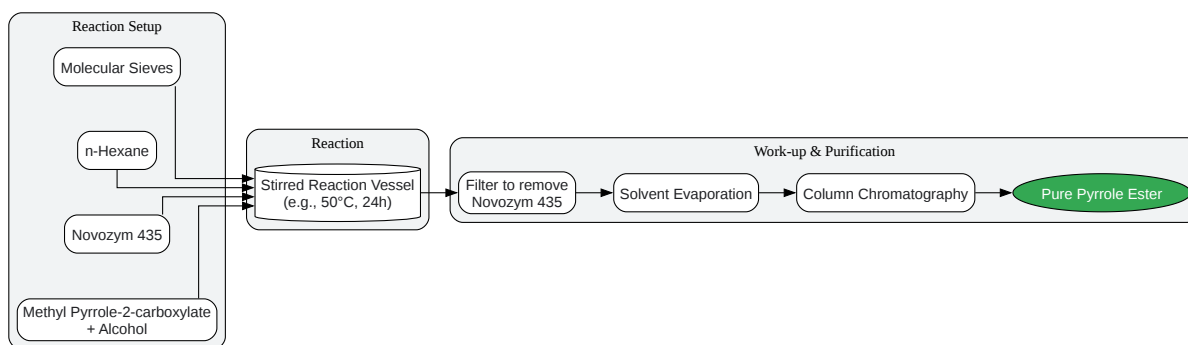 Reaction Setup
Molecular Sieves
n-Hexane
Novozym 435
Methyl Pyrrole-2-carboxylate
+ Alcohol
Reaction
Stirred Reaction Vessel
(e.g., 50°C, 24h)
Work-up & Purification
Filter to remove
Novozym 435
Solvent Evaporation
Column Chromatography
Pure Pyrrole Ester